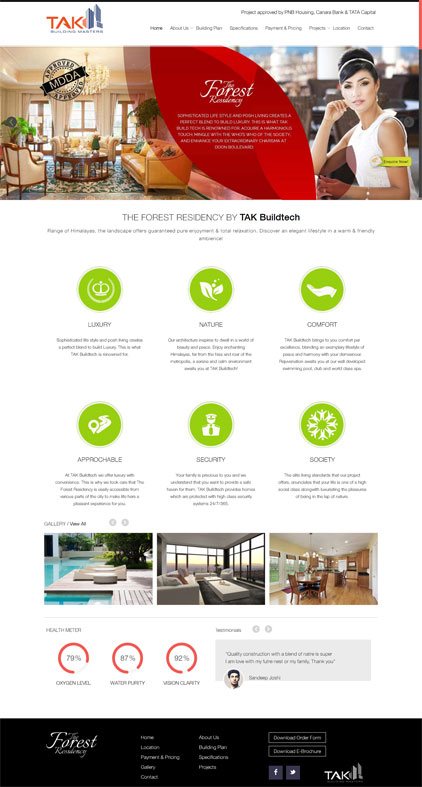 TAK
BUILDING MASTERS
Project approved by PNB Housing, Canara Bank & TATA Capital
Home About Us Building Plan Specifications Payment & Pricing Projects Location Contact
APPROVED
MDDA
APPROVED
The
Forest
Residency
SOPHISTICATED LIFE STYLE AND POSH LIVING CREATES A
PERFECT BLEND TO BUILD LUXURY. THIS IS WHAT TAK
BUILD TECH IS RENOWNED FOR. ACQUIRE A HARMONIOUS
TOUCH MINGLE WITH THE WHO'S WHO OF THE SOCIETY,
AND ENHANCE YOUR EXTRAORDINARY CHARISMA AT
ORION BOULEVARD!
Enquire Now!
THE FOREST RESIDENCY BY TAK Buildtech
Range of Himalayas, the landscape offers guaranteed pure enjoyment & total relaxation. Discover an elegant lifestyle in a warm & friendly
ambience!
LUXURY
Sophisticated life style and posh living creates
a perfect blend to build Luxury. This is what
TAK Buildtech is renowned for.
NATURE
Our architecture inspire to dwell in a world of
beauty and peace. Enjoy enchanting
Himalayas, far from the hiss and roar of the
metropolis, a serene and calm environment
awaits you at "TAK Buildtech!
COMFORT
TAK Buildtech brings to you comfort par
excellence, blending an exemplary lifestyle of
peace and harmony with your demeanour.
Rejuvenation awaits you at our well developed
swimming pool, club and world class spa.
APPROCHABLE
At TAK Buildtech we offer luxury with
convenience. This is why we took care that The
Forest Residency is easily accessible from
various parts of the city to make life here a
pleasant experience for you.
SECURITY
Your family is precious to you and we
understand that you want to provide a safe
haven for them. TAK Buildtech provides homes
which are protected with high class security
systems 24/7/365.
SOCIETY
The elite living standards that our project
offers, enunciates that your life is one of a high
social class alongwith luxuriating the pleasures
of being in the lap of nature.
GALLERY / View All
HEALTH METER
79%
OXYGEN LEVEL
87%
WATER PURITY
92%
VISION CLARITY
Testimonials
"Quality construction with a blend of natre is super
I am love with my futre nest or my family, Thank you"
Sandeep Joshi
The
Forest
Residency
Home
Location
Payment & Pricing
Gallery
Contact
About Us
Building Plan
Specifications
Projects
Download Order Form
Download E-Brochure
TAK
BUILDING MASTERS